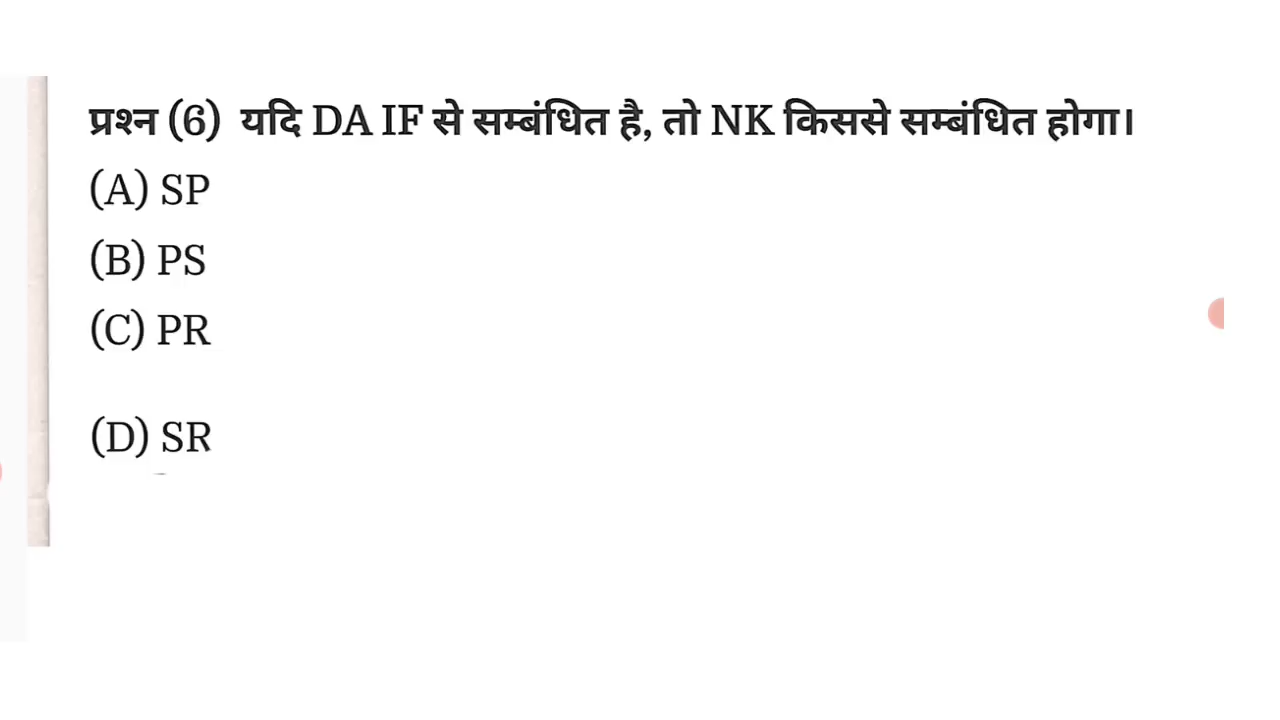 प्रश्न (6) यदि DA IF से सम्बंधित है, तो NK किससे सम्बंधित होगा।
(A) SP
(B) PS
(C) PR
(D) SR